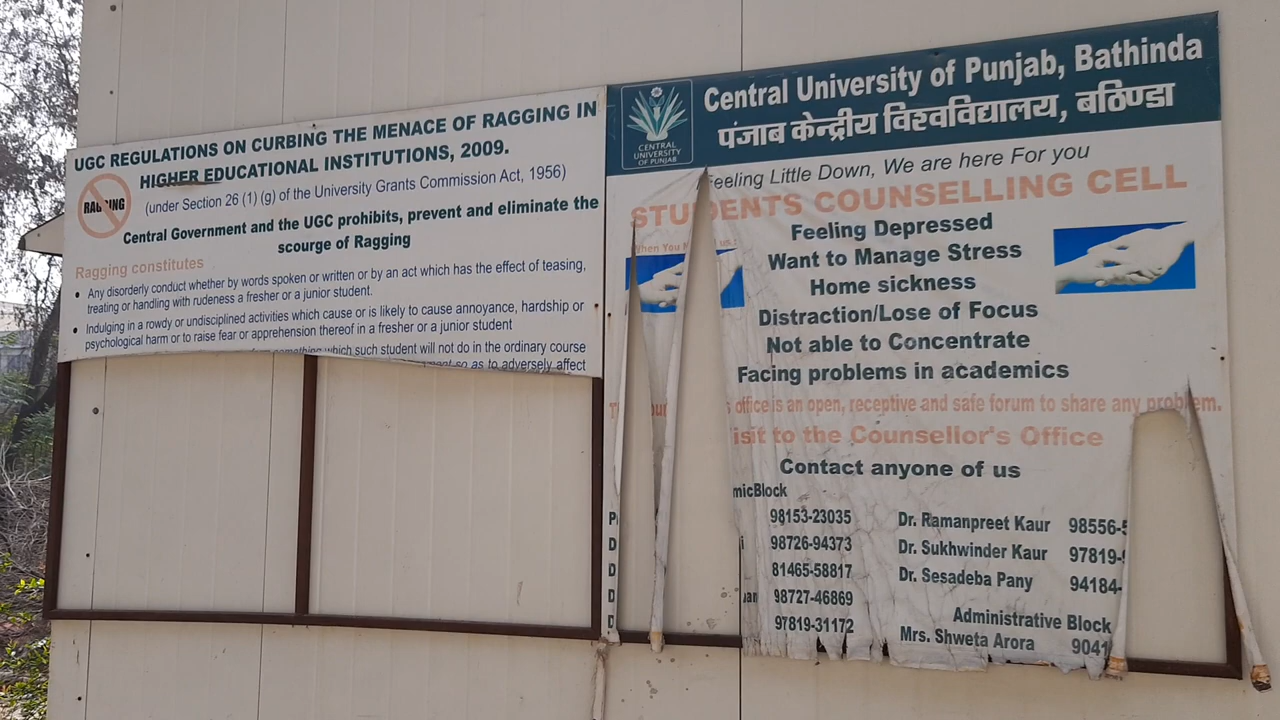 UGC REGULATIONS ON CURBING THE MENACE OF RAGGING IN
HIGHER EDUCATIONAL INSTITUTIONS, 2009.
(under Section 26 (1) (g) of the University Grants Commission Act, 1956)
RAGGING
Central Government and the UGC prohibits, prevent and eliminate the
scourge of Ragging
Ragging constitutes
Any disorderly conduct whether by words spoken or written or by an act which has the effect of teasing,
treating or handling with rudeness a fresher or a junior student.
Indulging in a rowdy or undisciplined activities which cause or is likely to cause annoyance, hardship or
psychological harm or to raise fear or apprehension thereof in a fresher or a junior student
something which such student will not do in the ordinary course
so as to adversely affect
Central University of Punjab, Bathinda
पंजाब केन्द्रीय विश्वविद्यालय, बठिण्डा
CENTRAL
UNIVERSITY
OF PUNJAB
Feeling Little Down, We are here For you
STUDENTS COUNSELLING CELL
When You
us :
Feeling Depressed
Want to Manage Stress
Home sickness
Distraction/Lose of Focus
Not able to Concentrate
Facing problems in academics
office is an open, receptive and safe forum to share any problem.
isit to the Counsellor's Office
Contact anyone of us
micBlock
98153-23035 Dr. Ramanpreet Kaur 98556-
98726-94373 Dr. Sukhwinder Kaur 97819-
81465-58817 Dr. Sesadeba Pany 94184-
98727-46869
Administrative Block
97819-31172 Mrs. Shweta Arora 9041